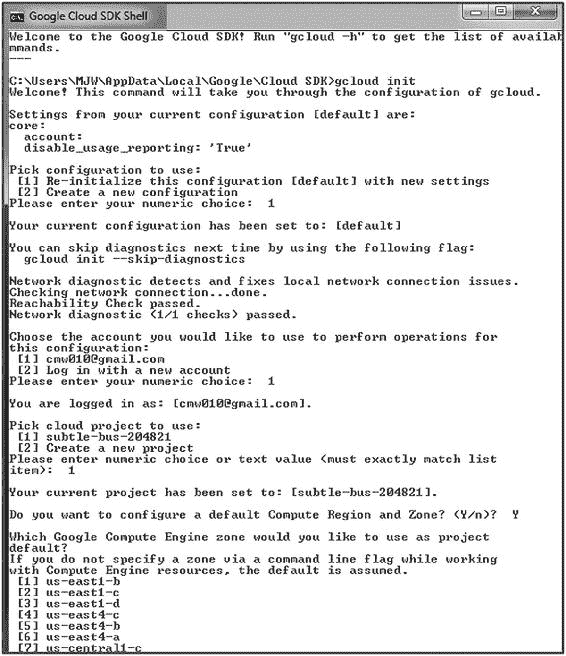 Google Cloud SDK Shell
Welcome to the Google Cloud SDK! Run "gcloud -h" to get the list of availab
mmands.
---
C:\Users\MJW\AppData\Local\Google\Cloud SDK>gcloud init
Welcome! This command will take you through the configuration of gcloud.
Settings from your current configuration [default] are:
core:
account:
disable_usage_reporting: 'True'
Pick configuration to use:
[1] Re-initialize this configuration [default] with new settings
[2] Create a new configuration
Please enter your numeric choice: 1
Your current configuration has been set to: [default]
You can skip diagnostics next time by using the following flag:
gcloud init --skip-diagnostics
Network diagnostic detects and fixes local network connection issues.
Checking network connection...done.
Reachability Check passed.
Network diagnostic (1/1 checks) passed.
Choose the account you would like to use to perform operations for
this configuration:
[1] cmw010@gmail.com
[2] Log in with a new account
Please enter your numeric choice: 1
You are logged in as: [cmw010@gmail.com].
Pick cloud project to use:
[1] subtle-bus-204821
[2] Create a new project
Please enter numeric choice or text value (must exactly match list
item): 1
Your current project has been set to: [subtle-bus-204821].
Do you want to configure a default Compute Region and Zone? (Y/n)? Y
Which Google Compute Engine zone would you like to use as project
default?
If you do not specify a zone via a command line flag while working
with Compute Engine resources, the default is assumed.
[1] us-east1-b
[2] us-east1-c
[3] us-east1-d
[4] us-east4-c
[5] us-east4-b
[6] us-east4-a
[7] us-central1-c